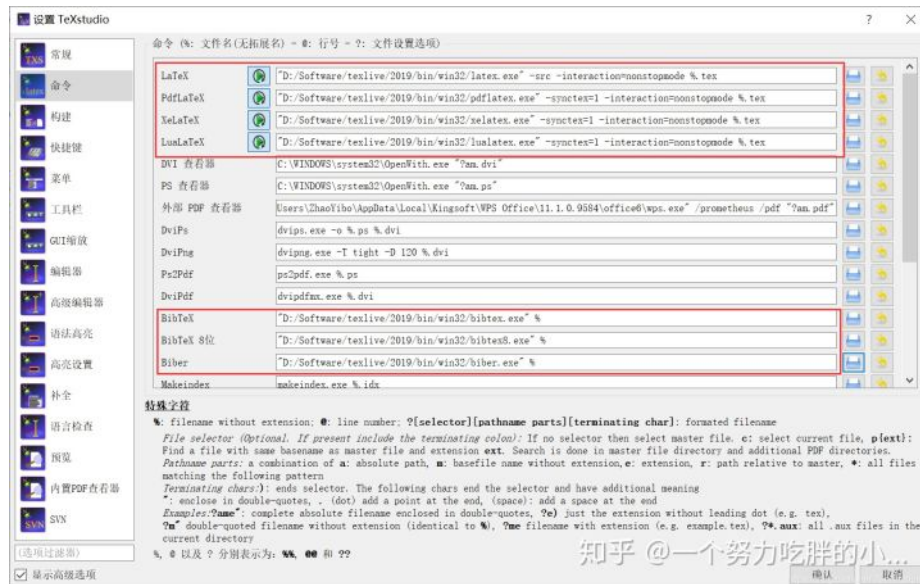 设置 TeXstudio
? ×
常规
命令
构建
快捷键
菜单
工具栏
GUI缩放
编辑器
高级编辑器
语法高亮
高亮设置
补全
语言检查
预览
内置PDF查看器
SVN
(选项过滤器)
显示高级选项
命令 (%: 文件名(无拓展名) - @: 行号 - ?: 文件设置选项)
LaTeX "D:/Software/texlive/2019/bin/win32/latex.exe" -src -interaction=nonstopmode %.tex
PdfLaTeX "D:/Software/texlive/2019/bin/win32/pdflatex.exe" -synctex=1 -interaction=nonstopmode %.tex
XeLaTeX "D:/Software/texlive/2019/bin/win32/xelatex.exe" -synctex=1 -interaction=nonstopmode %.tex
LuaLaTeX "D:/Software/texlive/2019/bin/win32/lualatex.exe" -synctex=1 -interaction=nonstopmode %.tex
DVI 查看器 C:\WINDOWS\system32\OpenWith.exe "?am.dvi"
PS 查看器 C:\WINDOWS\system32\OpenWith.exe "?am.ps"
外部 PDF 查看器 Users\ZhaoYibo\AppData\Local\Kingsoft\WPS Office\11.1.0.9584\office6\wps.exe" /prometheus /pdf "?am.pdf"
DviPs dvips.exe -o %.ps %.dvi
DviPng dvipng.exe -T tight -D 120 %.dvi
Ps2Pdf ps2pdf.exe %.ps
DviPdf dvipdfmx.exe %.dvi
BibTeX "D:/Software/texlive/2019/bin/win32/bibtex.exe" %
BibTeX 8位 "D:/Software/texlive/2019/bin/win32/bibtex8.exe" %
Biber "D:/Software/texlive/2019/bin/win32/biber.exe" %
Makeindex makeindex.exe %.idx
特殊字符
%: filename without extension; @: line number; ?[selector][pathname parts][terminating char]: formated filename
File selector (Optional. If present include the terminating colon): If no selector then select master file. c: select current file, p{ext}:
Find a file with same basename as master file and extension ext. Search is done in master file directory and additional PDF directories.
Pathname parts: a combination of a: absolute path, m: basefile name without extension, e: extension, r: path relative to master, *: all files
matching the following pattern
Terminating chars:): ends selector. The following chars end the selector and have additional meaning
": enclose in double-quotes, . (dot) add a point at the end, (space): add a space at the end
Examples:?ame": complete absolute filename enclosed in double-quotes, ?e) just the extension without leading dot (e.g. tex),
?m" double-quoted filename without extension (identical to %), ?me filename with extension (e.g. example.tex), ?*.aux: all .aux files in the
current directory
%, @ 以及 ? 分别表示为: %%, @@ 和 ??
知乎 @一个努力吃胖的小...
确认 取消